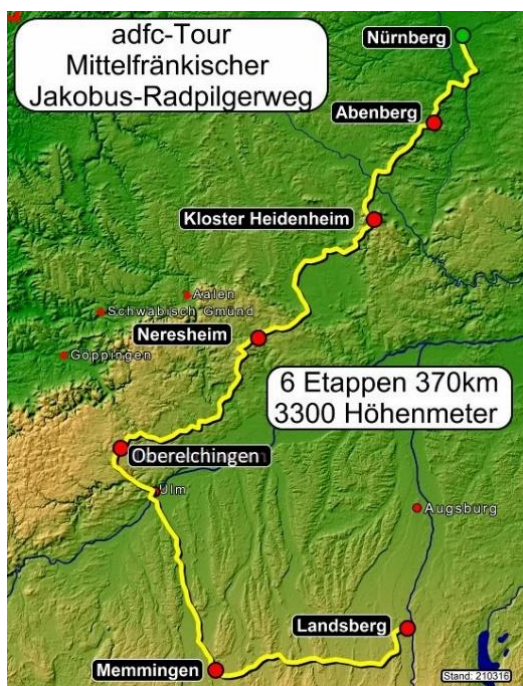 adfc-Tour
Mittelfränkischer
Jakobus-Radpilgerweg
Nürnberg
Abenberg
Kloster Heidenheim
Aalen
Schwäbisch Gmünd
Neresheim
Göppingen
6 Etappen 370km
3300 Höhenmeter
Oberelchingen
Ulm
Augsburg
Landsberg
Memmingen
Stand: 210316